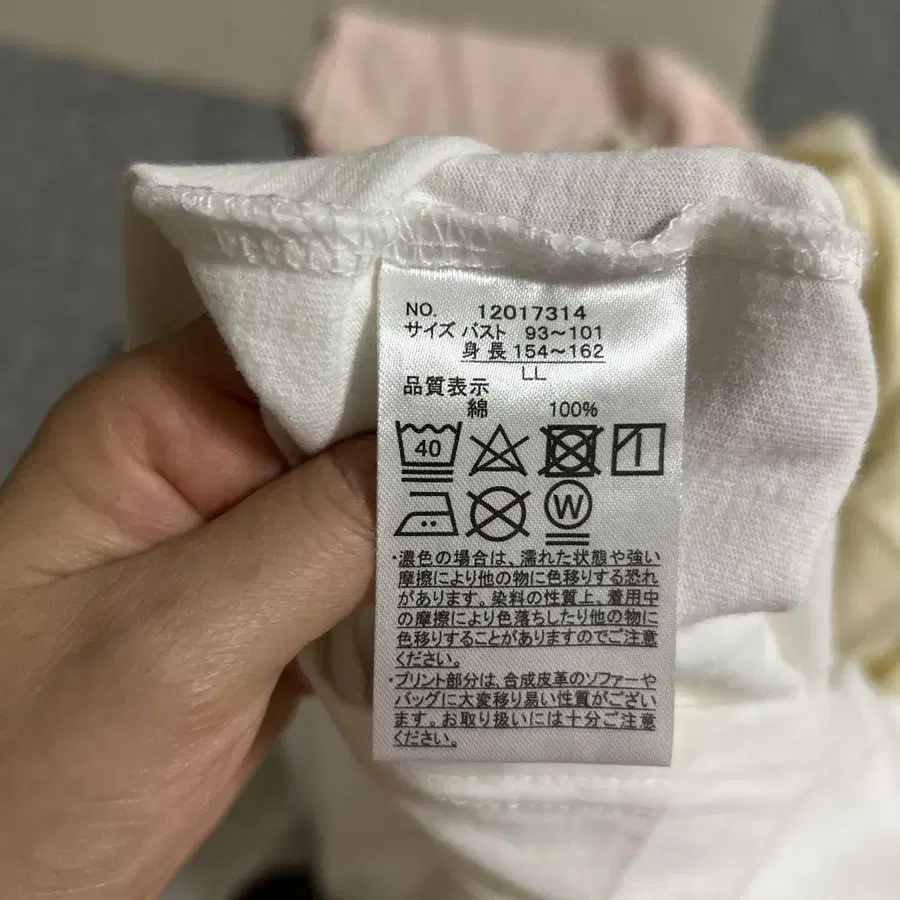 NO. 12017314
サイズ バスト 93～101
身長 154～162
LL
品質表示
綿 100%
40
W
・濃色の場合は、濡れた状態や強い
摩擦により他の物に色移りする恐れ
があります。染料の性質上、着用中
の摩擦により色落ちしたり他の物に
色移りすることがありますのでご注意
ください。
・プリント部分は、合成皮革のソファーや
バッグに大変移り易い性質がござい
ます。お取り扱いには十分ご注意
ください。